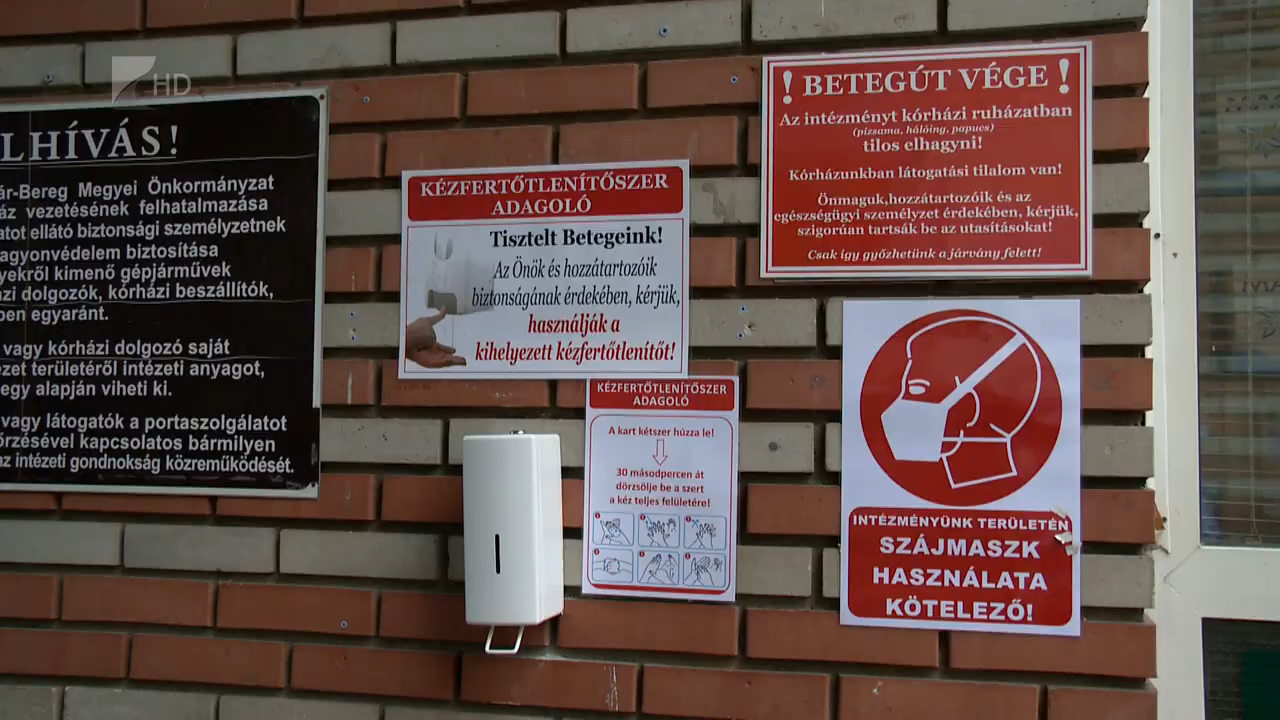 HD
LHÍVÁS!
ár-Bereg Megyei Önkormányzat
áz vezetésének felhatalmazása
atot ellátó biztonsági személyzetnek
agyonvédelem biztosítása
yekről kimenő gépjárművek
zi dolgozók, kórházi beszállítók,
ben egyaránt.
vagy kórházi dolgozó saját
ézet területéről intézeti anyagot,
egy alapján viheti ki.
vagy látogatók a portaszolgálatot
őrzésével kapcsolatos bármilyen
az intézeti gondnokság közreműködését.
KÉZFERTŐTLENÍTŐSZER
ADAGOLÓ
Tisztelt Betegeink!
Az Önök és hozzátartozóik
biztonságának érdekében, kérjük,
használják a
kihelyezett kézfertőtlenítőt!
KÉZFERTŐTLENÍTŐSZER
ADAGOLÓ
A kart kétszer húzza le!
30 másodpercen át
dörzsölje be a szert
a kéz teljes felületére!
! BETEGÚT VÉGE !
Az intézményt kórházi ruházatban
(pizsama, hálóing, papucs)
tilos elhagyni!
Kórházunkban látogatási tilalom van!
Önmaguk,hozzátartozóik és az
egészségügyi személyzet érdekében, kérjük,
szigorúan tartsák be az utasításokat!
Csak így győzhetünk a járvány felett!
INTÉZMÉNYÜNK TERÜLETÉN
SZÁJMASZK
HASZNÁLATA
KÖTELEZŐ!